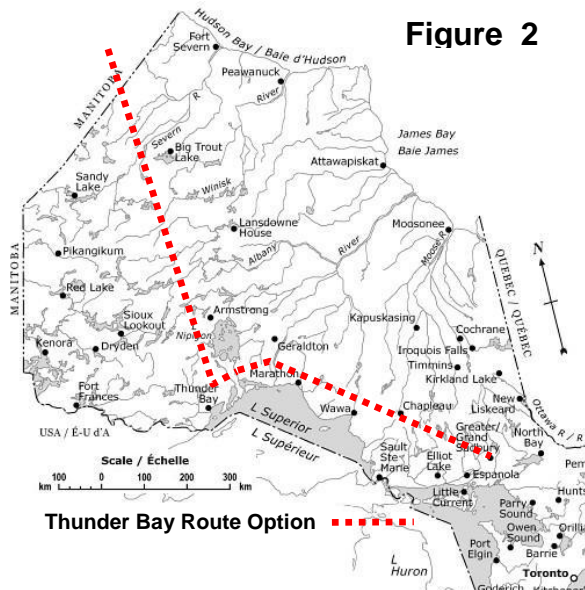 Figure 2
Hudson Bay / Baie d'Hudson
Fort
Severn
Peawanuck
River
MANITOBA
Severn
R
Big Trout
Lake
James Bay
Baie James
Attawapiskat
Sandy
Lake
Winisk
Lansdowne
House
Moosonee
Albany
River
Moose R
N
Pikangikum
MANITOBA
QUEBEC / QUÉBEC
Red Lake
Sioux
Lookout
Armstrong
Nipigon
Kapuskasing
Cochrane
Kenora
Dryden
Geraldton
Iroquois Falls
Timmins
Kirkland Lake
Marathon
Fort
Frances
Thunder
Bay
Wawa
Chapleau
New
Liskeard
Ottawa R / R
USA / É-U d'A
L Superior
L Supérieur
Greater/
Grand
Sudbury
North
Bay
Sault
Ste-
Marie
Elliot
Lake
Espanola
Pem
Scale / Échelle
100 0 100 200 300
km km
Little
Current
Parry
Sound
Hunts
Thunder Bay Route Option
Owen
Sound
Orillia
Port
Elgin
Barrie
L
Huron
Toronto
Goderich
Kitchener